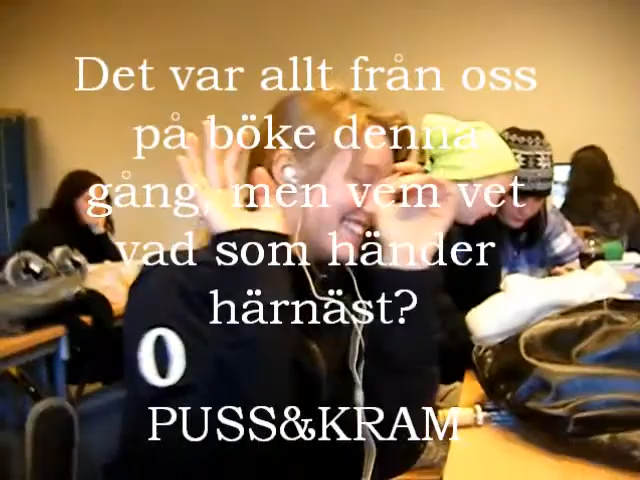 Det var allt från oss
på böke denna
gång, men vem vet
vad som händer
härnäst?
O
PUSS&KRAM